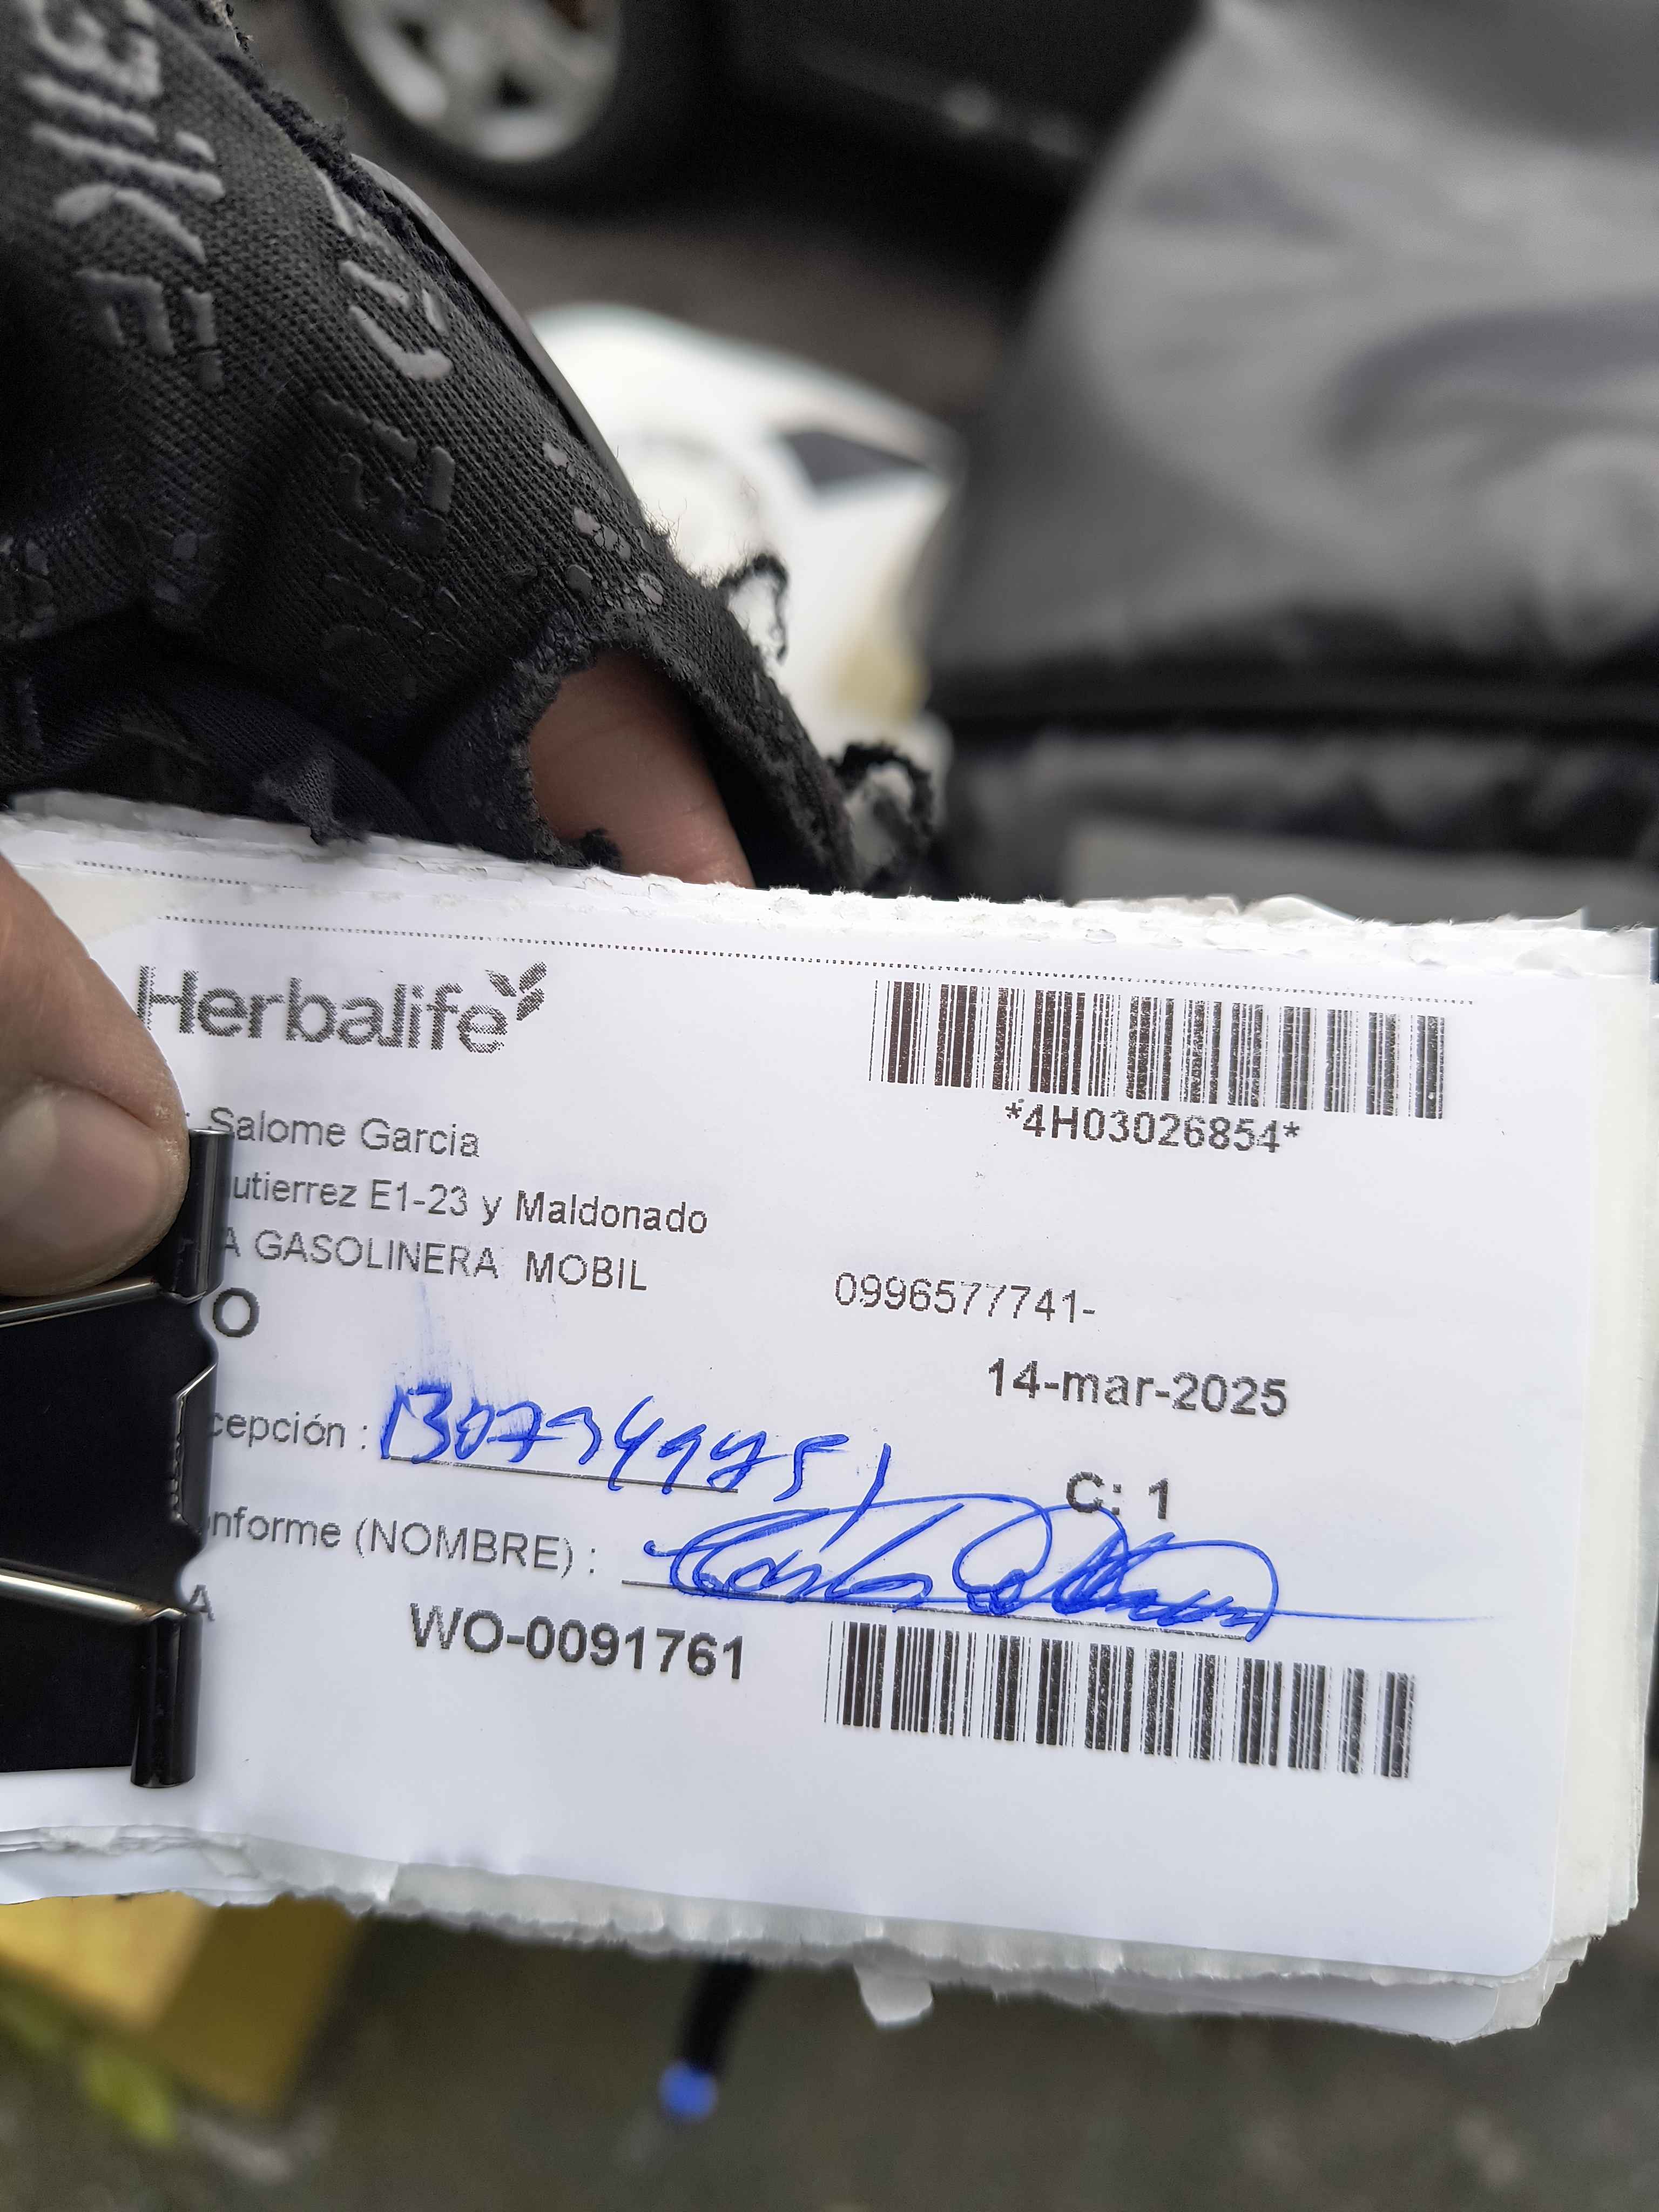 Herbalife
*4H03026854*
Salome Garcia
utierrez E1-23 y Maldonado
A GASOLINERA MOBIL
0996577741-
O
14-mar-2025
cepción :
C: 1
onforme (NOMBRE) :
A
WO-0091761